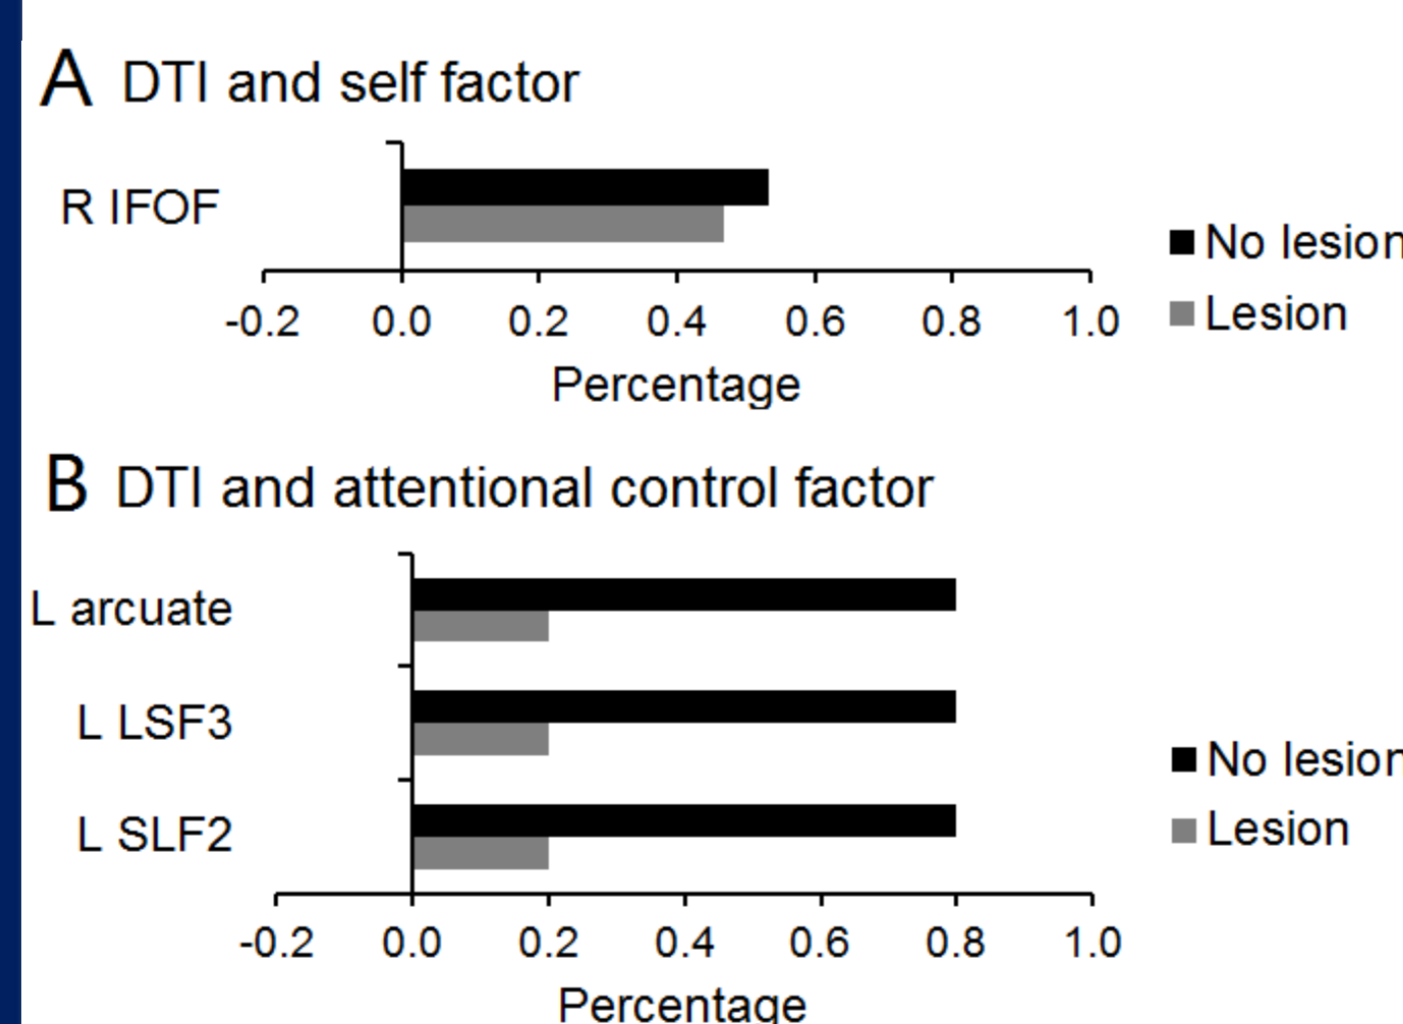 A DTI and self factor
R IFOF
No lesion
Lesion
-0.2 0.0 0.2 0.4 0.6 0.8 1.0
Percentage
B DTI and attentional control factor
L arcuate
L LSF3
L SLF2
No lesion
Lesion
-0.2 0.0 0.2 0.4 0.6 0.8 1.0
Percentage